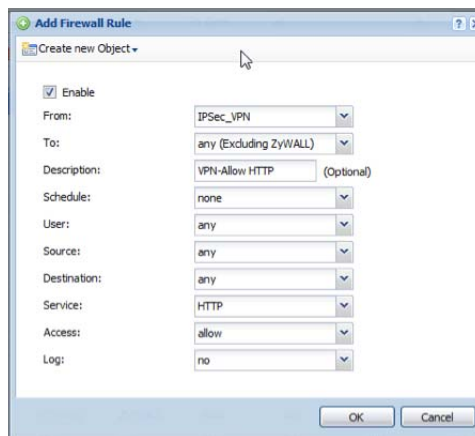 Add Firewall Rule ?
Create new Object
Enable
From: IPSec_VPN
To: any (Excluding ZyWALL)
Description: VPN-Allow HTTP (Optional)
Schedule: none
User: any
Source: any
Destination: any
Service: HTTP
Access: allow
Log: no
OK Cancel